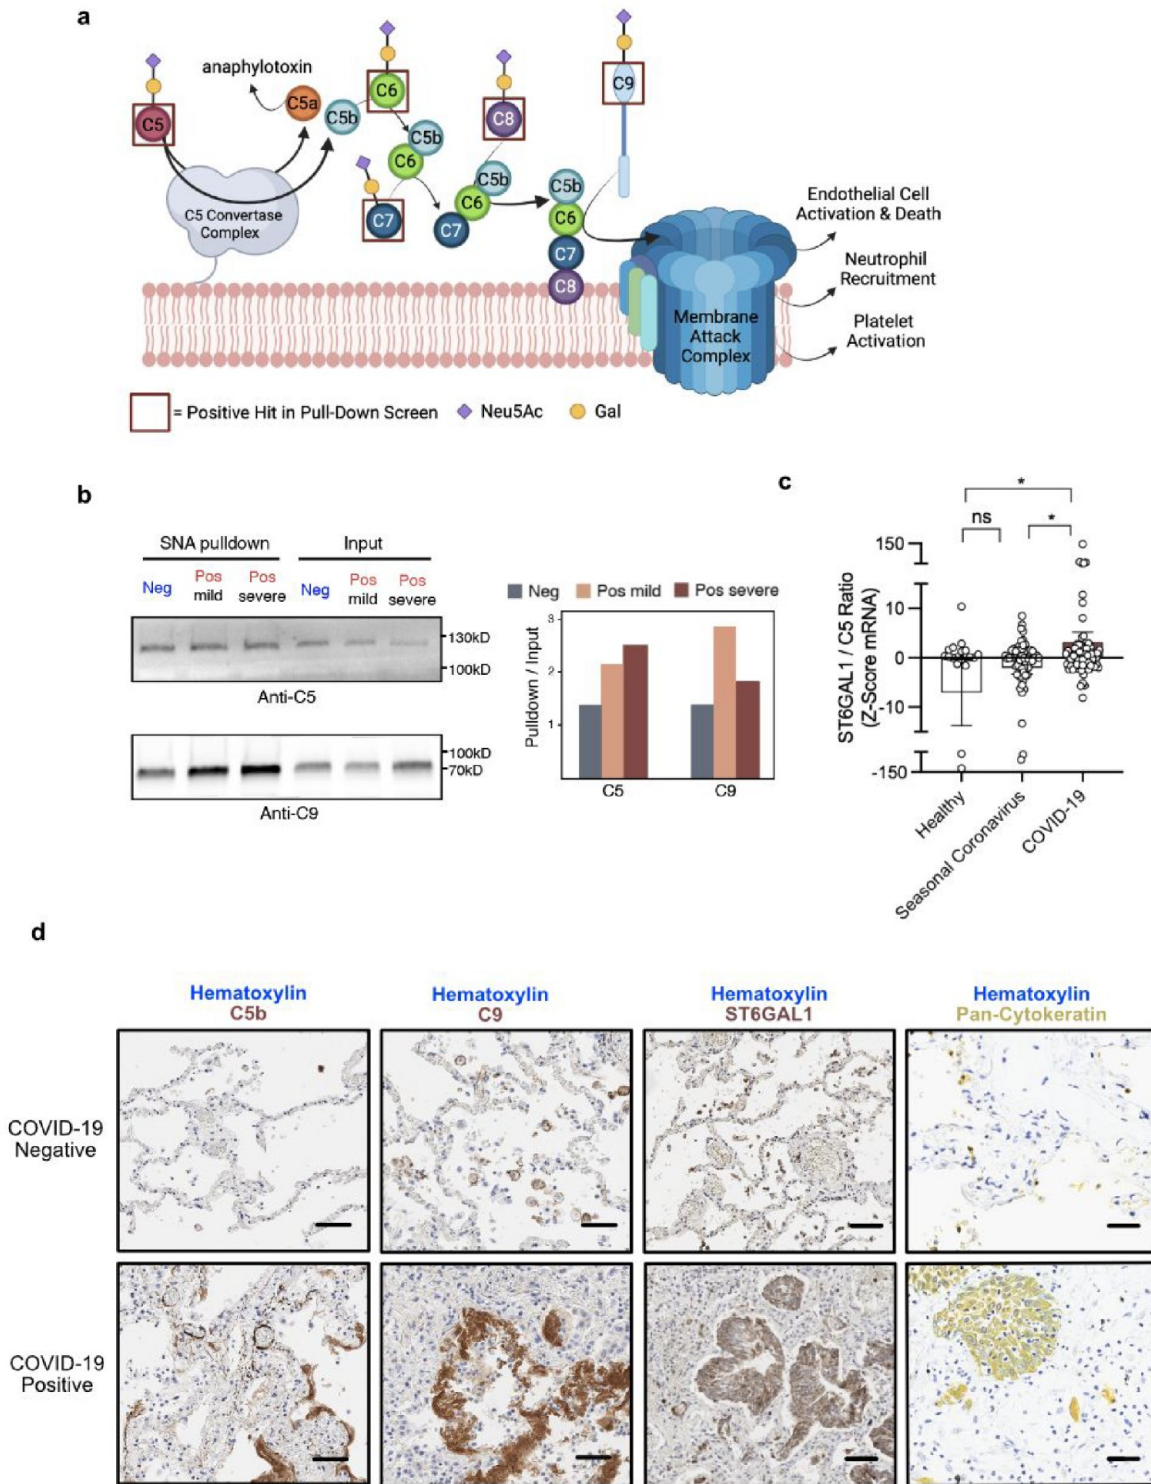 a
anaphylotoxin
C5
C5a
C5b
C6
C5b
C6
C7
C8
C5b
C6
C7
C5b
C6
C7
C8
C9
C5 Convertase
Complex
Membrane
Attack
Complex
Endothelial Cell
Activation & Death
Neutrophil
Recruitment
Platelet
Activation
= Positive Hit in Pull-Down Screen
Neu5Ac
Gal
b
SNA pulldown
Input
Neg
Pos
mild
Pos
severe
Neg
Pos
mild
Pos
severe
130kD
100kD
Anti-C5
100kD
70kD
Anti-C9
Neg
Pos mild
Pos severe
Pulldown / Input
3
2
1
C5
C9
c
*
ns
*
ST6GAL1 / C5 Ratio
(Z-Score mRNA)
150
10
0
-10
-150
Healthy
Seasonal Coronavirus
COVID-19
d
Hematoxylin
C5b
Hematoxylin
C9
Hematoxylin
ST6GAL1
Hematoxylin
Pan-Cytokeratin
COVID-19
Negative
COVID-19
Positive